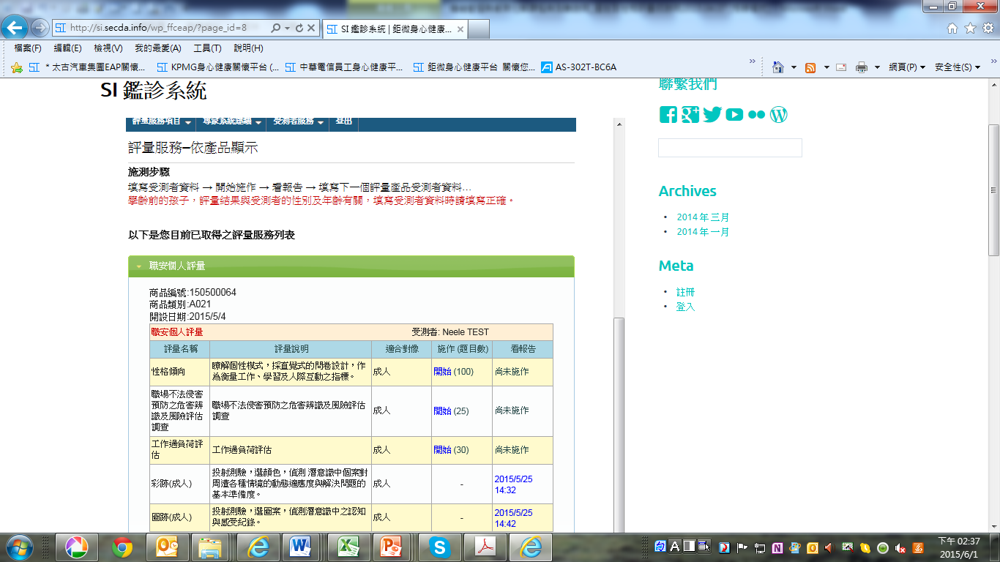 http://si.secda.info/wp_ffceap/?page_id=8
SI 鑑診系統 | 鉅微身心健康...
檔案(F) 編輯(E) 檢視(V) 我的最愛(A) 工具(T) 說明(H)
* 太古汽車集團EAP關懷... KPMG身心健康關懷平台 (... 中華電信員工身心健康平... 鉅微身心健康平台 關懷您... AS-302T-BC6A
網頁(P) 安全性(S)
SI 鑑診系統
評量服務項目 專家系統建議 受測者服務 登出
評量服務–依產品顯示
施測步驟
填寫受測者資料 → 開始施作 → 看報告 → 填寫下一個評量產品受測者資料...
學齡前的孩子，評量結果與受測者的性別及年齡有關，填寫受測者資料時請填寫正確。
以下是您目前已取得之評量服務列表
職安個人評量
商品編號:150500064
商品類別:A021
開設日期:2015/5/4
職安個人評量 受測者: Neele TEST
評量名稱 評量說明 適合對像 施作 (題目數) 看報告
性格傾向
瞭解個性模式，採直覺式的問卷設計，作
為衡量工作、學習及人際互動之指標。
成人 開始 (100) 尚未施作
職場不法侵害
預防之危害辨
識及風險評估
調查
職場不法侵害預防之危害辨識及風險評估
調查
成人 開始 (25) 尚未施作
工作過負荷評
估
工作過負荷評估 成人 開始 (30) 尚未施作
彩跡(成人)
投射測驗，選顏色，偵測 潛意識中個案對
周遭各種情境的動態適應度與解決問題的
基本準備度。
成人 -
2015/5/25
14:32
圖跡(成人)
投射測驗，選圖案，偵測潛意識中之認知
與感受紀錄。
成人 -
2015/5/25
14:42
聯繫我們
Archives
2014 年 三月
2014 年 一月
Meta
註冊
登入
下午 02:37
2015/6/1